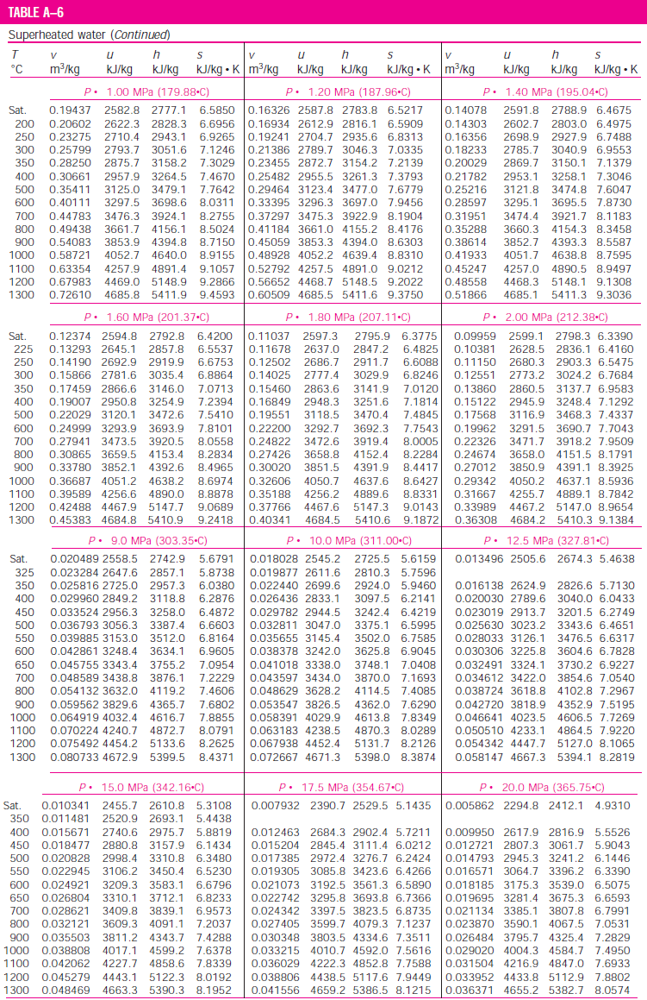 TABLE A–6
Superheated water (Continued)
T v u h s v u h s v u h s
°C m³/kg kJ/kg kJ/kg kJ/kg • K m³/kg kJ/kg kJ/kg kJ/kg • K m³/kg kJ/kg kJ/kg kJ/kg • K
P • 1.00 MPa (179.88•C) P • 1.20 MPa (187.96•C) P • 1.40 MPa (195.04•C)
Sat. 0.19437 2582.8 2777.1 6.5850 0.16326 2587.8 2783.8 6.5217 0.14078 2591.8 2788.9 6.4675
200 0.20602 2622.3 2828.3 6.6956 0.16934 2612.9 2816.1 6.5909 0.14303 2602.7 2803.0 6.4975
250 0.23275 2710.4 2943.1 6.9265 0.19241 2704.7 2935.6 6.8313 0.16356 2698.9 2927.9 6.7488
300 0.25799 2793.7 3051.6 7.1246 0.21386 2789.7 3046.3 7.0335 0.18233 2785.7 3040.9 6.9553
350 0.28250 2875.7 3158.2 7.3029 0.23455 2872.7 3154.2 7.2139 0.20029 2869.7 3150.1 7.1379
400 0.30661 2957.9 3264.5 7.4670 0.25482 2955.5 3261.3 7.3793 0.21782 2953.1 3258.1 7.3046
500 0.35411 3125.0 3479.1 7.7642 0.29464 3123.4 3477.0 7.6779 0.25216 3121.8 3474.8 7.6047
600 0.40111 3297.5 3698.6 8.0311 0.33395 3296.3 3697.0 7.9456 0.28597 3295.1 3695.5 7.8730
700 0.44783 3476.3 3924.1 8.2755 0.37297 3475.3 3922.9 8.1904 0.31951 3474.4 3921.7 8.1183
800 0.49438 3661.7 4156.1 8.5024 0.41184 3661.0 4155.2 8.4176 0.35288 3660.3 4154.3 8.3458
900 0.54083 3853.9 4394.8 8.7150 0.45059 3853.3 4394.0 8.6303 0.38614 3852.7 4393.3 8.5587
1000 0.58721 4052.7 4640.0 8.9155 0.48928 4052.2 4639.4 8.8310 0.41933 4051.7 4638.8 8.7595
1100 0.63354 4257.9 4891.4 9.1057 0.52792 4257.5 4891.0 9.0212 0.45247 4257.0 4890.5 8.9497
1200 0.67983 4469.0 5148.9 9.2866 0.56652 4468.7 5148.5 9.2022 0.48558 4468.3 5148.1 9.1308
1300 0.72610 4685.8 5411.9 9.4593 0.60509 4685.5 5411.6 9.3750 0.51866 4685.1 5411.3 9.3036
P • 1.60 MPa (201.37•C) P • 1.80 MPa (207.11•C) P • 2.00 MPa (212.38•C)
Sat. 0.12374 2594.8 2792.8 6.4200 0.11037 2597.3 2795.9 6.3775 0.09959 2599.1 2798.3 6.3390
225 0.13293 2645.1 2857.8 6.5537 0.11678 2637.0 2847.2 6.4825 0.10381 2628.5 2836.1 6.4160
250 0.14190 2692.9 2919.9 6.6753 0.12502 2686.7 2911.7 6.6088 0.11150 2680.3 2903.3 6.5475
300 0.15866 2781.6 3035.4 6.8864 0.14025 2777.4 3029.9 6.8246 0.12551 2773.2 3024.2 6.7684
350 0.17459 2866.6 3146.0 7.0713 0.15460 2863.6 3141.9 7.0120 0.13860 2860.5 3137.7 6.9583
400 0.19007 2950.8 3254.9 7.2394 0.16849 2948.3 3251.6 7.1814 0.15122 2945.9 3248.4 7.1292
500 0.22029 3120.1 3472.6 7.5410 0.19551 3118.5 3470.4 7.4845 0.17568 3116.9 3468.3 7.4337
600 0.24999 3293.9 3693.9 7.8101 0.22200 3292.7 3692.3 7.7543 0.19962 3291.5 3690.7 7.7043
700 0.27941 3473.5 3920.5 8.0558 0.24822 3472.6 3919.4 8.0005 0.22326 3471.7 3918.2 7.9509
800 0.30865 3659.5 4153.4 8.2834 0.27426 3658.8 4152.4 8.2284 0.24674 3658.0 4151.5 8.1791
900 0.33780 3852.1 4392.6 8.4965 0.30020 3851.5 4391.9 8.4417 0.27012 3850.9 4391.1 8.3925
1000 0.36687 4051.2 4638.2 8.6974 0.32606 4050.7 4637.6 8.6427 0.29342 4050.2 4637.1 8.5936
1100 0.39589 4256.6 4890.0 8.8878 0.35188 4256.2 4889.6 8.8331 0.31667 4255.7 4889.1 8.7842
1200 0.42488 4467.9 5147.7 9.0689 0.37766 4467.6 5147.3 9.0143 0.33989 4467.2 5147.0 8.9654
1300 0.45383 4684.8 5410.9 9.2418 0.40341 4684.5 5410.6 9.1872 0.36308 4684.2 5410.3 9.1384
P • 9.0 MPa (303.35•C) P • 10.0 MPa (311.00•C) P • 12.5 MPa (327.81•C)
Sat. 0.020489 2558.5 2742.9 5.6791 0.018028 2545.2 2725.5 5.6159 0.013496 2505.6 2674.3 5.4638
325 0.023284 2647.6 2857.1 5.8738 0.019877 2611.6 2810.3 5.7596
350 0.025816 2725.0 2957.3 6.0380 0.022440 2699.6 2924.0 5.9460 0.016138 2624.9 2826.6 5.7130
400 0.029960 2849.2 3118.8 6.2876 0.026436 2833.1 3097.5 6.2141 0.020030 2789.6 3040.0 6.0433
450 0.033524 2956.3 3258.0 6.4872 0.029782 2944.5 3242.4 6.4219 0.023019 2913.7 3201.5 6.2749
500 0.036793 3056.3 3387.4 6.6603 0.032811 3047.0 3375.1 6.5995 0.025630 3023.2 3343.6 6.4651
550 0.039885 3153.0 3512.0 6.8164 0.035655 3145.4 3502.0 6.7585 0.028033 3126.1 3476.5 6.6317
600 0.042861 3248.4 3634.1 6.9605 0.038378 3242.0 3625.8 6.9045 0.030306 3225.8 3604.6 6.7828
650 0.045755 3343.4 3755.2 7.0954 0.041018 3338.0 3748.1 7.0408 0.032491 3324.1 3730.2 6.9227
700 0.048589 3438.8 3876.1 7.2229 0.043597 3434.0 3870.0 7.1693 0.034612 3422.0 3854.6 7.0540
800 0.054132 3632.0 4119.2 7.4606 0.048629 3628.2 4114.5 7.4085 0.038724 3618.8 4102.8 7.2967
900 0.059562 3829.6 4365.7 7.6802 0.053547 3826.5 4362.0 7.6290 0.042720 3818.9 4352.9 7.5195
1000 0.064919 4032.4 4616.7 7.8855 0.058391 4029.9 4613.8 7.8349 0.046641 4023.5 4606.5 7.7269
1100 0.070224 4240.7 4872.7 8.0791 0.063183 4238.5 4870.3 8.0289 0.050510 4233.1 4864.5 7.9220
1200 0.075492 4454.2 5133.6 8.2625 0.067938 4452.4 5131.7 8.2126 0.054342 4447.7 5127.0 8.1065
1300 0.080733 4672.9 5399.5 8.4371 0.072667 4671.3 5398.0 8.3874 0.058147 4667.3 5394.1 8.2819
P • 15.0 MPa (342.16•C) P • 17.5 MPa (354.67•C) P • 20.0 MPa (365.75•C)
Sat. 0.010341 2455.7 2610.8 5.3108 0.007932 2390.7 2529.5 5.1435 0.005862 2294.8 2412.1 4.9310
350 0.011481 2520.9 2693.1 5.4438
400 0.015671 2740.6 2975.7 5.8819 0.012463 2684.3 2902.4 5.7211 0.009950 2617.9 2816.9 5.5526
450 0.018477 2880.8 3157.9 6.1434 0.015204 2845.4 3111.4 6.0212 0.012721 2807.3 3061.7 5.9043
500 0.020828 2998.4 3310.8 6.3480 0.017385 2972.4 3276.7 6.2424 0.014793 2945.3 3241.2 6.1446
550 0.022945 3106.2 3450.4 6.5230 0.019305 3085.8 3423.6 6.4266 0.016571 3064.7 3396.2 6.3390
600 0.024921 3209.3 3583.1 6.6796 0.021073 3192.5 3561.3 6.5890 0.018185 3175.3 3539.0 6.5075
650 0.026804 3310.1 3712.1 6.8233 0.022742 3295.8 3693.8 6.7366 0.019695 3281.4 3675.3 6.6593
700 0.028621 3409.8 3839.1 6.9573 0.024342 3397.5 3823.5 6.8735 0.021134 3385.1 3807.8 6.7991
800 0.032121 3609.3 4091.1 7.2037 0.027405 3599.7 4079.3 7.1237 0.023870 3590.1 4067.5 7.0531
900 0.035503 3811.2 4343.7 7.4288 0.030348 3803.5 4334.6 7.3511 0.026484 3795.7 4325.4 7.2829
1000 0.038808 4017.1 4599.2 7.6378 0.033215 4010.7 4592.0 7.5616 0.029020 4004.3 4584.7 7.4950
1100 0.042062 4227.7 4858.6 7.8339 0.036029 4222.3 4852.8 7.7588 0.031504 4216.9 4847.0 7.6933
1200 0.045279 4443.1 5122.3 8.0192 0.038806 4438.5 5117.6 7.9449 0.033952 4433.8 5112.9 7.8802
1300 0.048469 4663.3 5390.3 8.1952 0.041556 4659.2 5386.5 8.1215 0.036371 4655.2 5382.7 8.0574